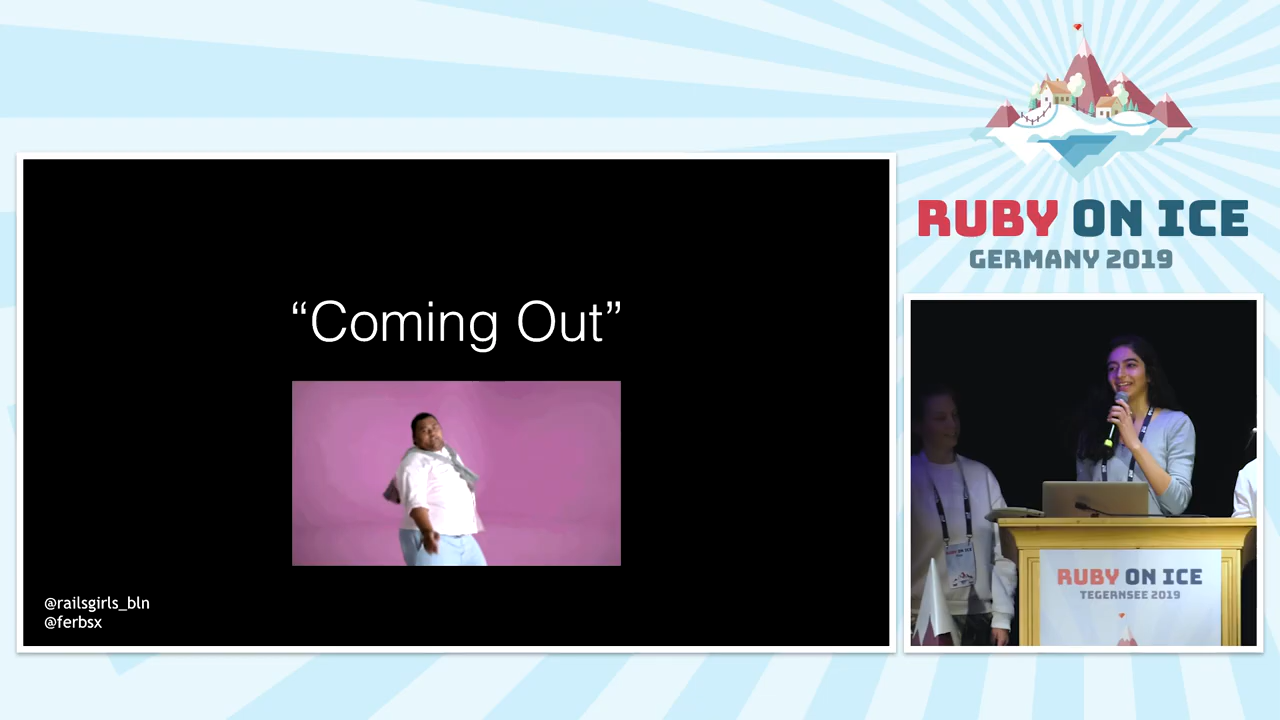 RUBY ON ICE
GERMANY 2019
“Coming Out”
@railsgirls_bln
@ferbsx
RUBY ON ICE
TEGERNSEE 2019